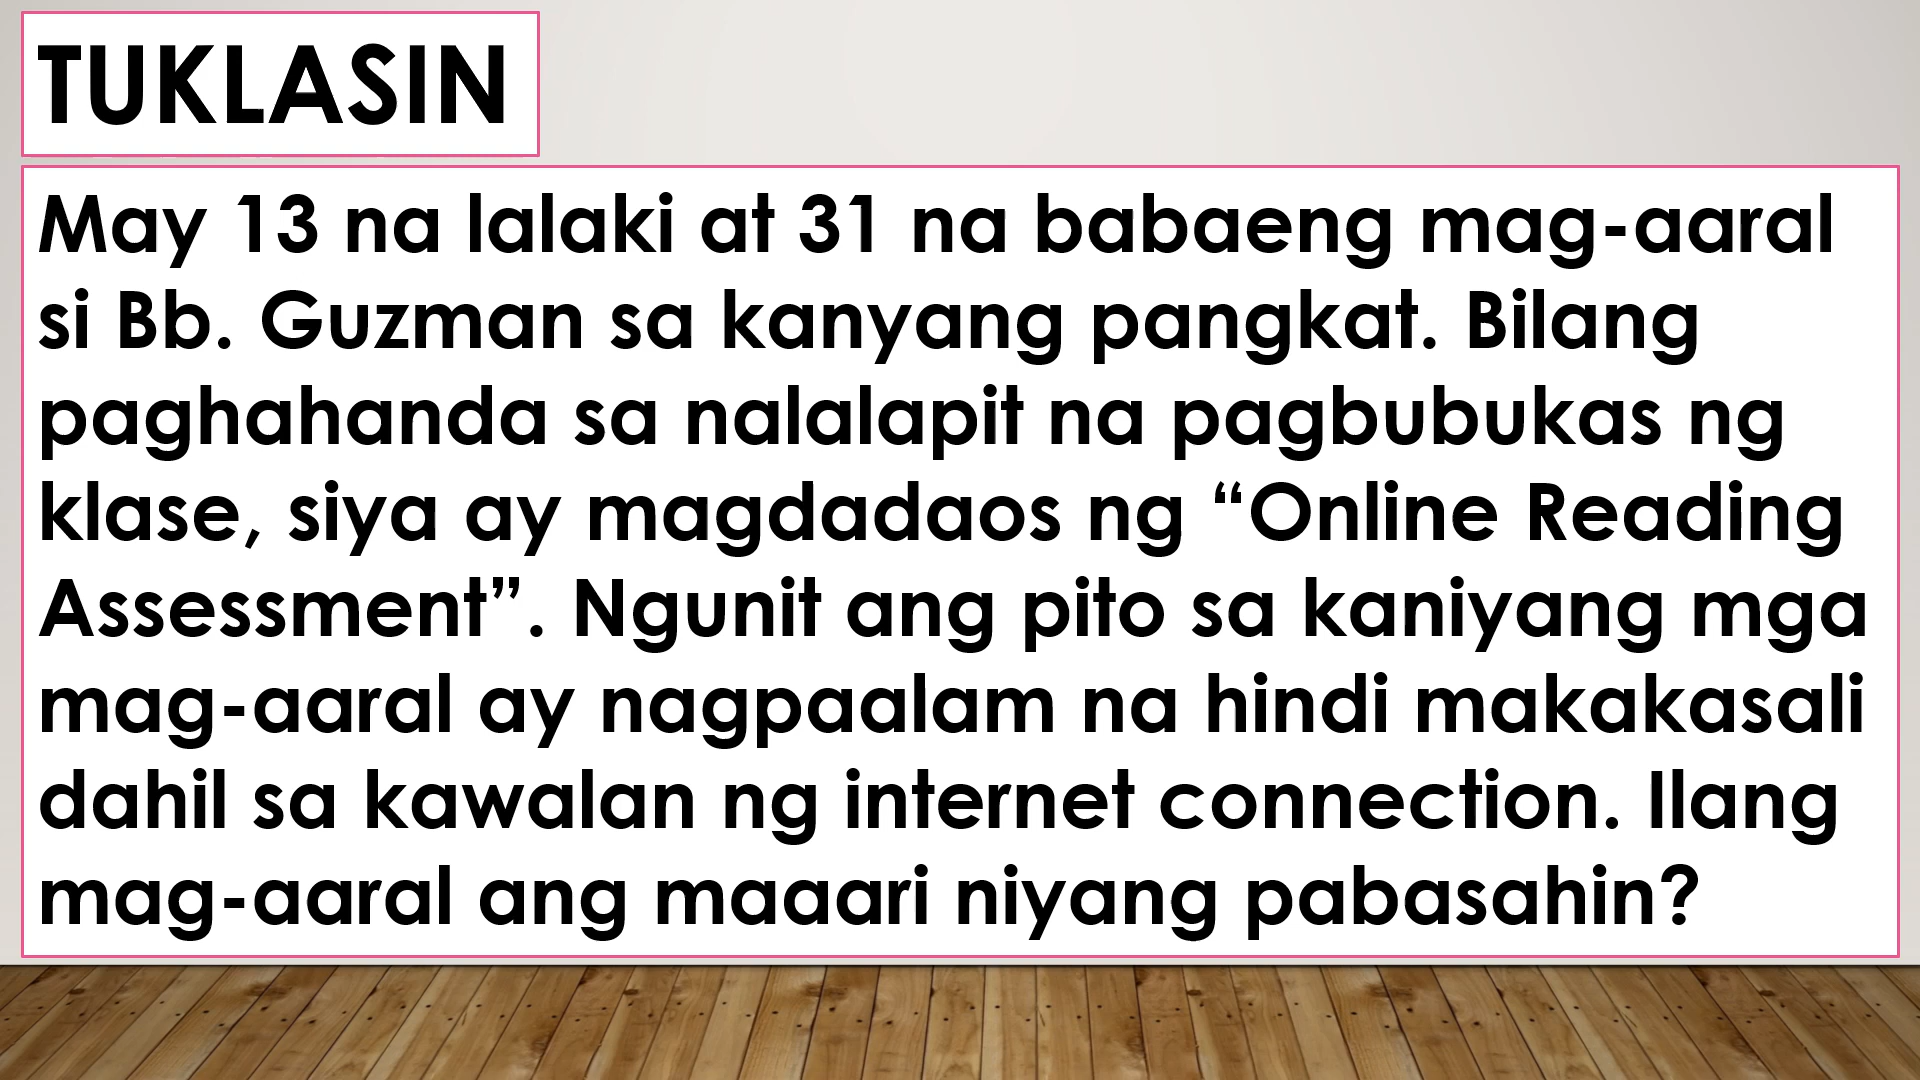 TUKLASIN
May 13 na lalaki at 31 na babaeng mag-aaral
si Bb. Guzman sa kanyang pangkat. Bilang
paghahanda sa nalalapit na pagbubukas ng
klase, siya ay magdadaos ng “Online Reading
Assessment”. Ngunit ang pito sa kaniyang mga
mag-aaral ay nagpaalam na hindi makakasali
dahil sa kawalan ng internet connection. Ilang
mag-aaral ang maaari niyang pabasahin?